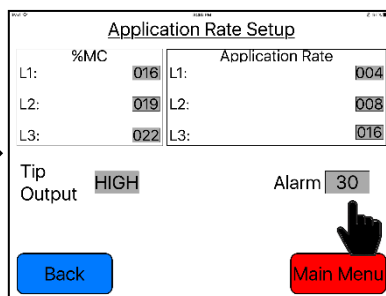 Application Rate Setup
%MC
Application Rate
L1: 016 L1: 004
L2: 019 L2: 008
L3: 022 L3: 016
Tip
Output HIGH
Alarm 30
Back
Main Menu